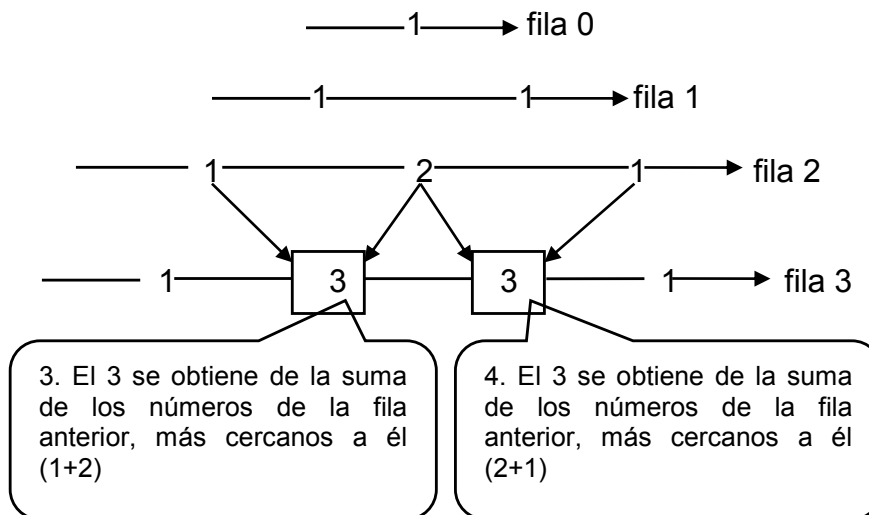 1 fila 0
1 1 fila 1
1 2 1 fila 2
1 3 3 1 fila 3
3. El 3 se obtiene de la suma
de los números de la fila
anterior, más cercanos a él
(1+2)
4. El 3 se obtiene de la suma
de los números de la fila
anterior, más cercanos a él
(2+1)